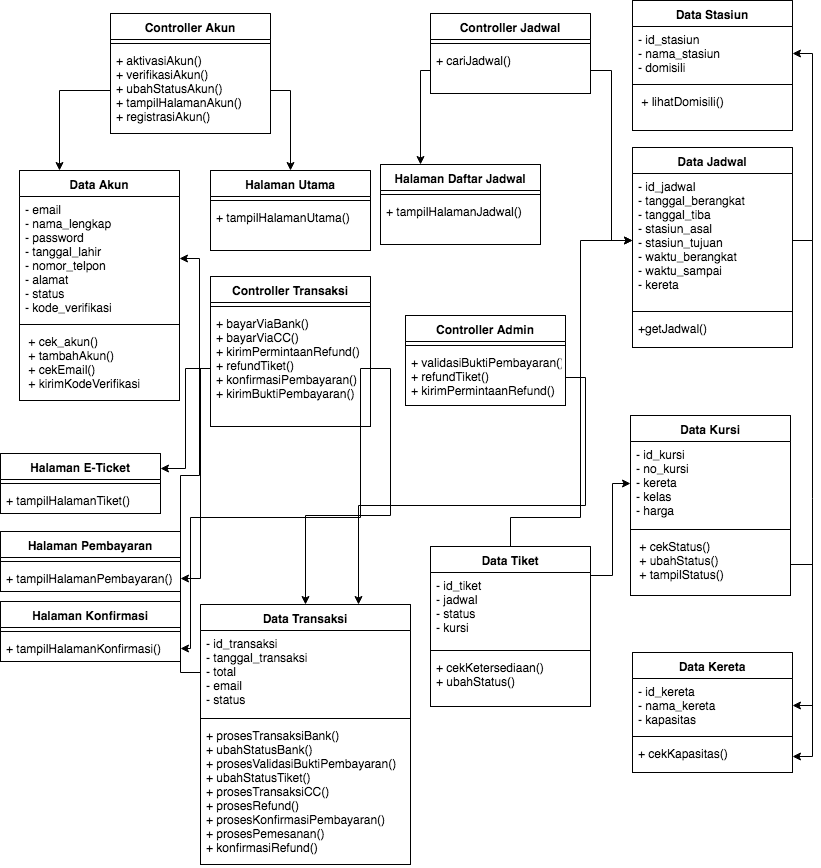 Controller Akun
+ aktivasiAkun()
+ verifikasiAkun()
+ ubahStatusAkun()
+ tampilHalamanAkun()
+ registrasiAkun()
Controller Jadwal
+ cariJadwal()
Data Stasiun
- id_stasiun
- nama_stasiun
- domisili
+ lihatDomisili()
Data Akun
- email
- nama_lengkap
- password
- tanggal_lahir
- nomor_telpon
- alamat
- status
- kode_verifikasi
+ cek_akun()
+ tambahAkun()
+ cekEmail()
+ kirimKodeVerifikasi
Halaman Utama
+ tampilHalamanUtama()
Halaman Daftar Jadwal
+ tampilHalamanJadwal()
Data Jadwal
- id_jadwal
- tanggal_berangkat
- tanggal_tiba
- stasiun_asal
- stasiun_tujuan
- waktu_berangkat
- waktu_sampai
- kereta
+getJadwal()
Controller Transaksi
+ bayarViaBank()
+ bayarViaCC()
+ kirimPermintaanRefund()
+ refundTiket()
+ konfirmasiPembayaran()
+ kirimBuktiPembayaran()
Controller Admin
+ validasiBuktiPembayaran()
+ refundTiket()
+ kirimPermintaanRefund()
Data Kursi
- id_kursi
- no_kursi
- kereta
- kelas
- harga
+ cekStatus()
+ ubahStatus()
+ tampilStatus()
Halaman E-Ticket
+ tampilHalamanTiket()
Halaman Pembayaran
+ tampilHalamanPembayaran()
Halaman Konfirmasi
+ tampilHalamanKonfirmasi()
Data Transaksi
- id_transaksi
- tanggal_transaksi
- total
- email
- status
+ prosesTransaksiBank()
+ ubahStatusBank()
+ prosesValidasiBuktiPembayaran()
+ ubahStatusTiket()
+ prosesTransaksiCC()
+ prosesRefund()
+ prosesKonfirmasiPembayaran()
+ prosesPemesanan()
+ konfirmasiRefund()
Data Tiket
- id_tiket
- jadwal
- status
- kursi
+ cekKetersediaan()
+ ubahStatus()
Data Kereta
- id_kereta
- nama_kereta
- kapasitas
+ cekKapasitas()